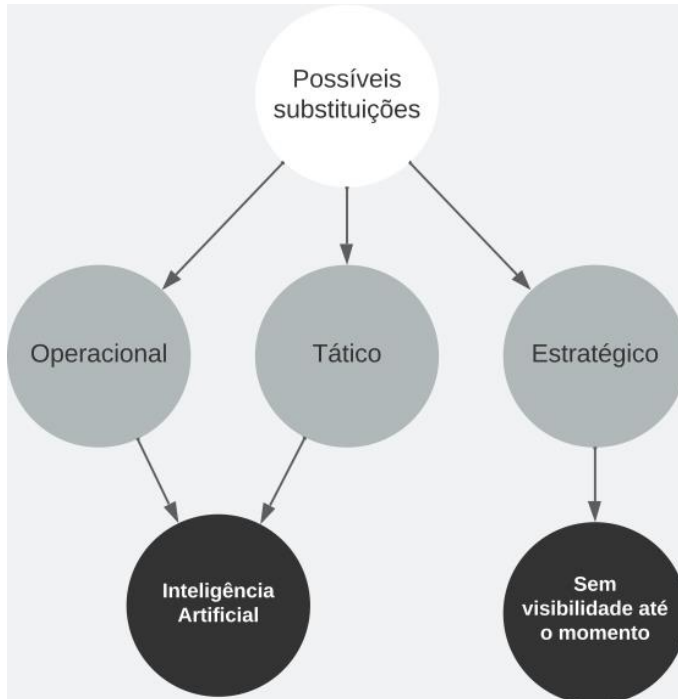 Possíveis
substituições
Operacional
Tático
Estratégico
Inteligência
Artificial
Sem
visibilidade até
o momento